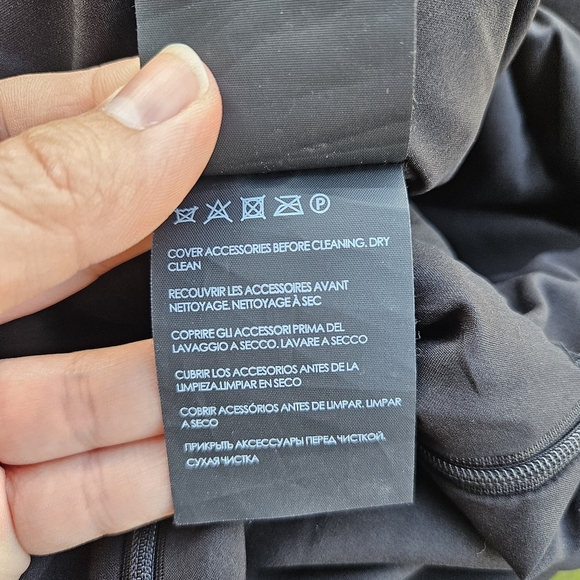 P
COVER ACCESSORIES BEFORE CLEANING. DRY
CLEAN
RECOUVRIR LES ACCESSOIRES AVANT
NETTOYAGE. NETTOYAGE À SEC
COPRIRE GLI ACCESSORI PRIMA DEL
LAVAGGIO A SECCO. LAVARE A SECCO
CUBRIR LOS ACCESORIOS ANTES DE LA
LIMPIEZA.LIMPIAR EN SECO
COBRIR ACESSÓRIOS ANTES DE LIMPAR. LIMPAR
A SECO
ПРИКРЫТЬ АКСЕССУАРЫ ПЕРЕД ЧИСТКОЙ.
СУХАЯ ЧИСТКА